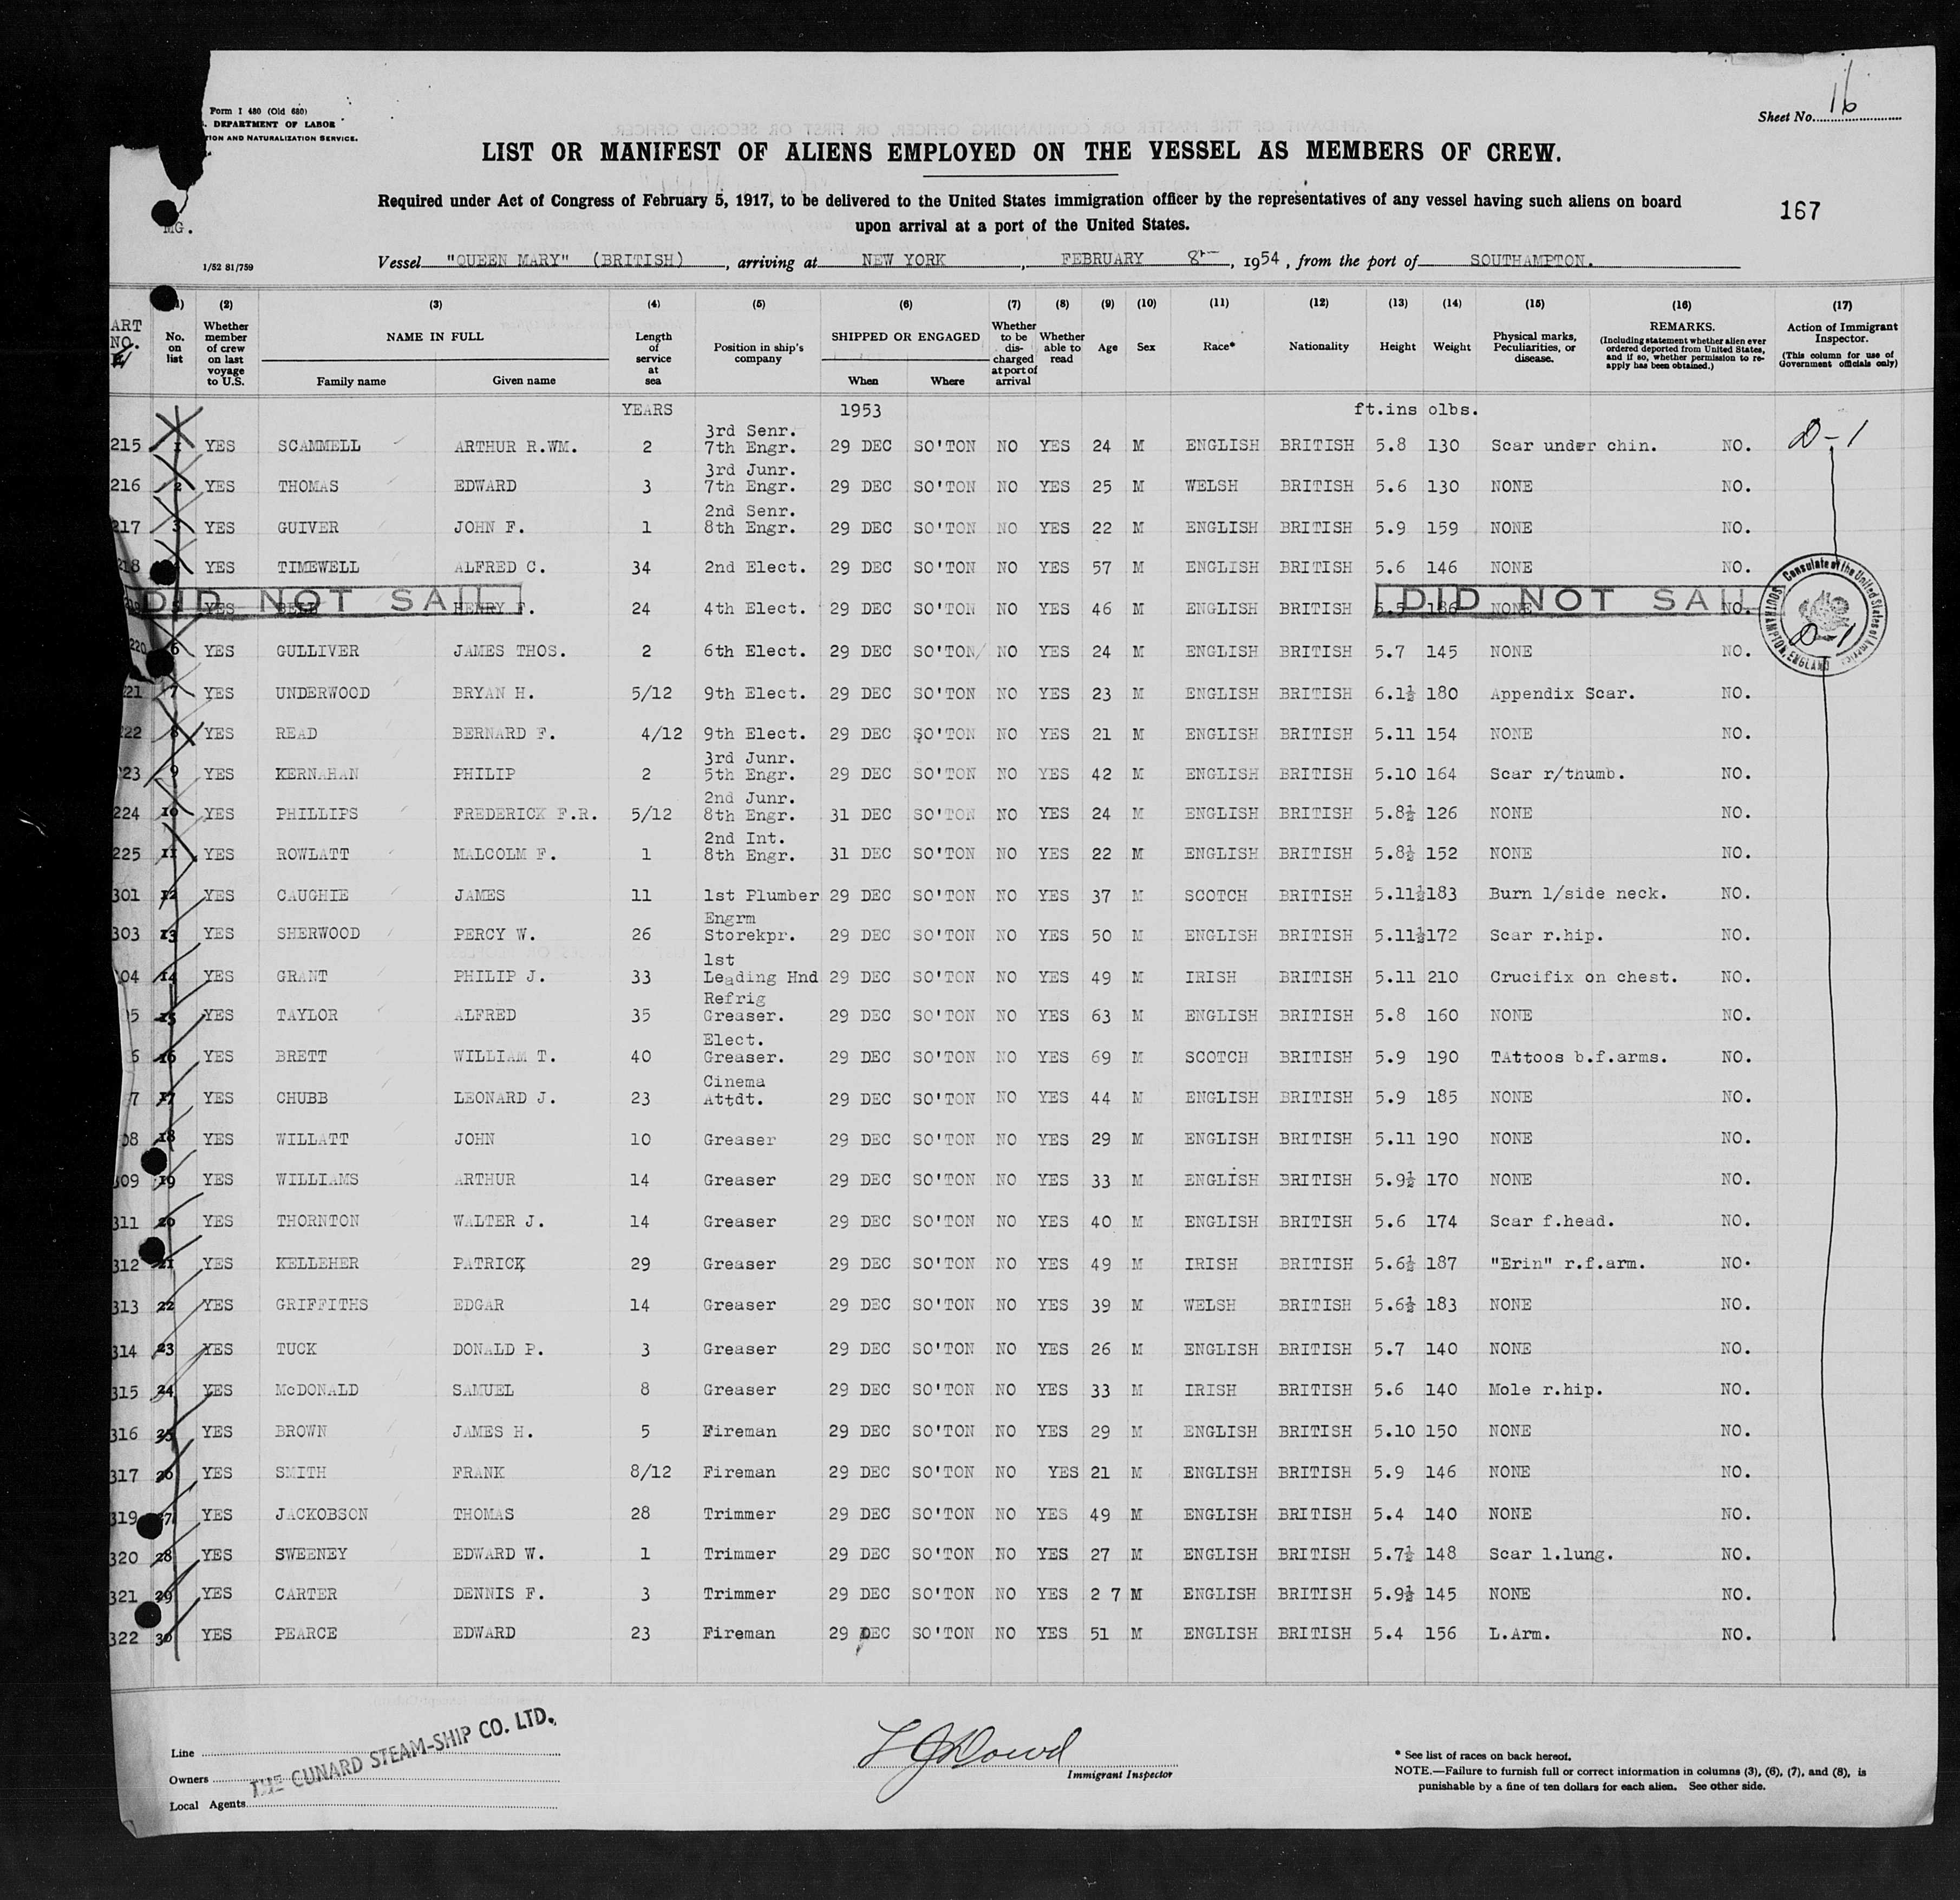 Form I 480 (Old 680)
DEPARTMENT OF LABOR
TION AND NATURALIZATION SERVICE.
Sheet No. 16
LIST OR MANIFEST OF ALIENS EMPLOYED ON THE VESSEL AS MEMBERS OF CREW.
Required under Act of Congress of February 5, 1917, to be delivered to the United States immigration officer by the representatives of any vessel having such aliens on board
upon arrival at a port of the United States.
167
MG.
1/52 81/759
Vessel "QUEEN MARY" (BRITISH), arriving at NEW YORK, FEBRUARY 8th, 1954, from the port of SOUTHAMPTON.
ART NO. (1) No. on list (2) Whether member of crew on last voyage to U.S. (3) NAME IN FULL Family name Given name (4) Length of service at sea (5) Position in ship's company (6) SHIPPED OR ENGAGED When Where (7) Whether to be discharged at port of arrival (8) Whether able to read (9) Age (10) Sex (11) Race* (12) Nationality (13) Height (14) Weight (15) Physical marks, Peculiarities, or disease. (16) REMARKS. (Including statement whether alien ever ordered deported from United States, and if so, whether permission to re-apply has been obtained.) (17) Action of Immigrant Inspector. (This column for use of Government officials only)
YEARS 1953 ft.ins olbs.
215 1 YES SCAMMELL ARTHUR R.WM. 2 3rd Senr. 7th Engr. 29 DEC SO'TON NO YES 24 M ENGLISH BRITISH 5.8 130 Scar under chin. NO. D-1
216 2 YES THOMAS EDWARD 3 3rd Junr. 7th Engr. 29 DEC SO'TON NO YES 25 M WELSH BRITISH 5.6 130 NONE NO.
217 3 YES GUIVER JOHN F. 1 2nd Senr. 8th Engr. 29 DEC SO'TON NO YES 22 M ENGLISH BRITISH 5.9 159 NONE NO.
218 YES TIMEWELL ALFRED C. 34 2nd Elect. 29 DEC SO'TON NO YES 57 M ENGLISH BRITISH 5.6 146 NONE NO.
DID NOT SAIL DID NOT SAIL
5 YES BELL HENRY F. 24 4th Elect. 29 DEC SO'TON NO YES 46 M ENGLISH BRITISH 186 NONE NO.
Consulate of the United States of America SOUTHAMPTON, ENGLAND
D-1
220 6 YES GULLIVER JAMES THOS. 2 6th Elect. 29 DEC SO'TON NO YES 24 M ENGLISH BRITISH 5.7 145 NONE NO.
221 7 YES UNDERWOOD BRYAN H. 5/12 9th Elect. 29 DEC SO'TON NO YES 23 M ENGLISH BRITISH 6.1½ 180 Appendix Scar. NO.
222 8 YES READ BERNARD F. 4/12 9th Elect. 29 DEC SO'TON NO YES 21 M ENGLISH BRITISH 5.11 154 NONE NO.
223 9 YES KERNAHAN PHILIP 2 3rd Junr. 5th Engr. 29 DEC SO'TON NO YES 42 M ENGLISH BRITISH 5.10 164 Scar r/thumb. NO.
224 10 YES PHILLIPS FREDERICK F.R. 5/12 2nd Junr. 8th Engr. 31 DEC SO'TON NO YES 24 M ENGLISH BRITISH 5.8½ 126 NONE NO.
225 11 YES ROWLATT MALCOLM F. 1 2nd Int. 8th Engr. 31 DEC SO'TON NO YES 22 M ENGLISH BRITISH 5.8½ 152 NONE NO.
301 12 YES CAUGHIE JAMES 11 1st Plumber 29 DEC SO'TON NO YES 37 M SCOTCH BRITISH 5.11½ 183 Burn l/side neck. NO.
303 13 YES SHERWOOD PERCY W. 26 Engrm Storekpr. 29 DEC SO'TON NO YES 50 M ENGLISH BRITISH 5.11½ 172 Scar r.hip. NO.
04 14 YES GRANT PHILIP J. 33 1st Leading Hnd 29 DEC SO'TON NO YES 49 M IRISH BRITISH 5.11 210 Crucifix on chest. NO.
5 15 YES TAYLOR ALFRED 35 Refrig Greaser. 29 DEC SO'TON NO YES 63 M ENGLISH BRITISH 5.8 160 NONE NO.
6 16 YES BRETT WILLIAM T. 40 Elect. Greaser. 29 DEC SO'TON NO YES 69 M SCOTCH BRITISH 5.9 190 TAttoos b.f.arms. NO.
7 17 YES CHUBB LEONARD J. 23 Cinema Attdt. 29 DEC SO'TON NO YES 44 M ENGLISH BRITISH 5.9 185 NONE NO.
08 18 YES WILLATT JOHN 10 Greaser 29 DEC SO'TON NO YES 29 M ENGLISH BRITISH 5.11 190 NONE NO.
309 19 YES WILLIAMS ARTHUR 14 Greaser 29 DEC SO'TON NO YES 33 M ENGLISH BRITISH 5.9½ 170 NONE NO.
311 20 YES THORNTON WALTER J. 14 Greaser 29 DEC SO'TON NO YES 40 M ENGLISH BRITISH 5.6 174 Scar f.head. NO.
312 21 YES KELLEHER PATRICK 29 Greaser 29 DEC SO'TON NO YES 49 M IRISH BRITISH 5.6½ 187 "Erin" r.f.arm. NO.
313 22 YES GRIFFITHS EDGAR 14 Greaser 29 DEC SO'TON NO YES 39 M WELSH BRITISH 5.6½ 183 NONE NO.
314 23 YES TUCK DONALD P. 3 Greaser 29 DEC SO'TON NO YES 26 M ENGLISH BRITISH 5.7 140 NONE NO.
315 24 YES McDONALD SAMUEL 8 Greaser 29 DEC SO'TON NO YES 33 M IRISH BRITISH 5.6 140 Mole r.hip. NO.
316 25 YES BROWN JAMES H. 5 Fireman 29 DEC SO'TON NO YES 29 M ENGLISH BRITISH 5.10 150 NONE NO.
317 26 YES SMITH FRANK 8/12 Fireman 29 DEC SO'TON NO YES 21 M ENGLISH BRITISH 5.9 146 NONE NO.
319 27 YES JACKOBSON THOMAS 28 Trimmer 29 DEC SO'TON NO YES 49 M ENGLISH BRITISH 5.4 140 NONE NO.
320 28 YES SWEENEY EDWARD W. 1 Trimmer 29 DEC SO'TON NO YES 27 M ENGLISH BRITISH 5.7½ 148 Scar l.lung. NO.
321 29 YES CARTER DENNIS F. 3 Trimmer 29 DEC SO'TON NO YES 2 7 M ENGLISH BRITISH 5.9½ 145 NONE NO.
322 30 YES PEARCE EDWARD 23 Fireman 29 DEC SO'TON NO YES 51 M ENGLISH BRITISH 5.4 156 L.Arm. NO.
Line
Owners
Local Agents
THE CUNARD STEAM-SHIP CO. LTD.
L J Dowd
Immigrant Inspector
* See list of races on back hereof.
NOTE.—Failure to furnish full or correct information in columns (3), (6), (7), and (8), is
punishable by a fine of ten dollars for each alien. See other side.